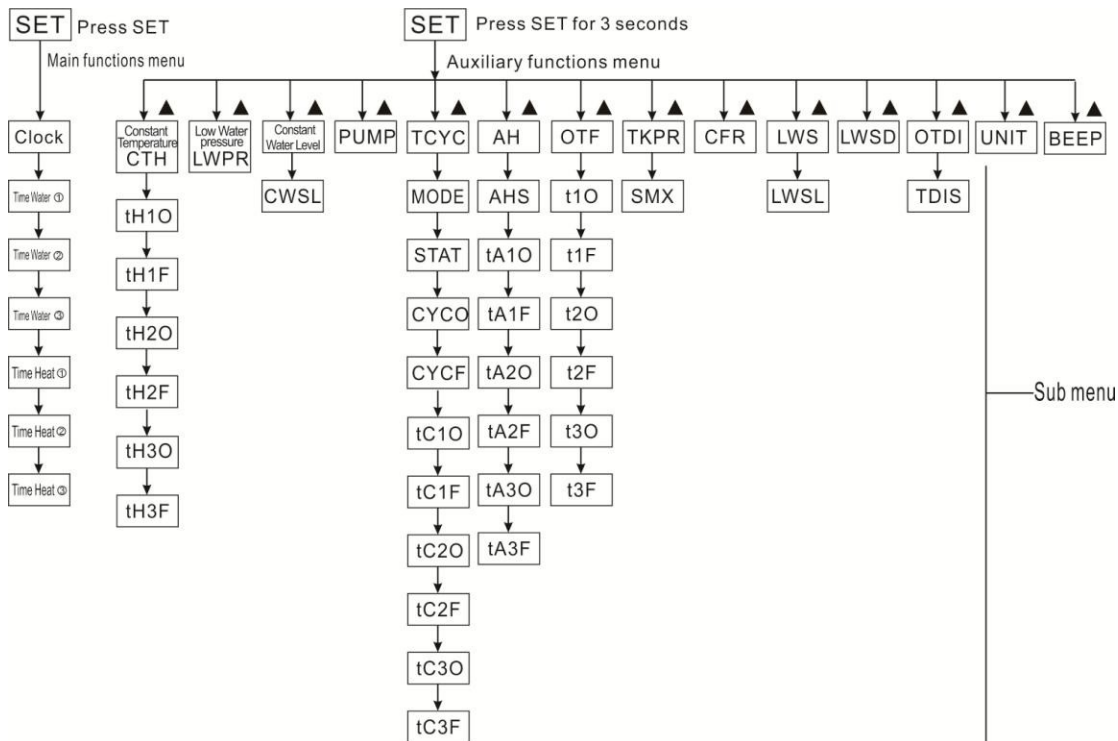 SET Press SET
SET Press SET for 3 seconds
Main functions menu
Auxiliary functions menu
Clock
Time Water ①
Time Water ②
Time Water ③
Time Heat ①
Time Heat ②
Time Heat ③
Constant
Temperature
CTH
tH1O
tH1F
tH2O
tH2F
tH3O
tH3F
Low Water
pressure
LWPR
Constant
Water Level
CWSL
PUMP
TCYC
MODE
STAT
CYCO
CYCF
tC1O
tC1F
tC2O
tC2F
tC3O
tC3F
AH
AHS
tA1O
tA1F
tA2O
tA2F
tA3O
tA3F
OTF
t1O
t1F
t2O
t2F
t3O
t3F
TKPR
SMX
CFR
LWS
LWSL
LWSD
OTDI
TDIS
UNIT
BEEP
Sub menu